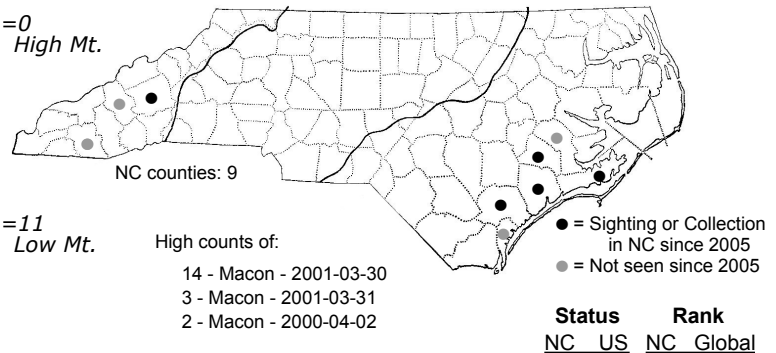 =0
High Mt.
NC counties: 9
=11
Low Mt.
High counts of:
14 - Macon - 2001-03-30
3 - Macon - 2001-03-31
2 - Macon - 2000-04-02
= Sighting or Collection
in NC since 2005
= Not seen since 2005
Status Rank
NC US NC Global